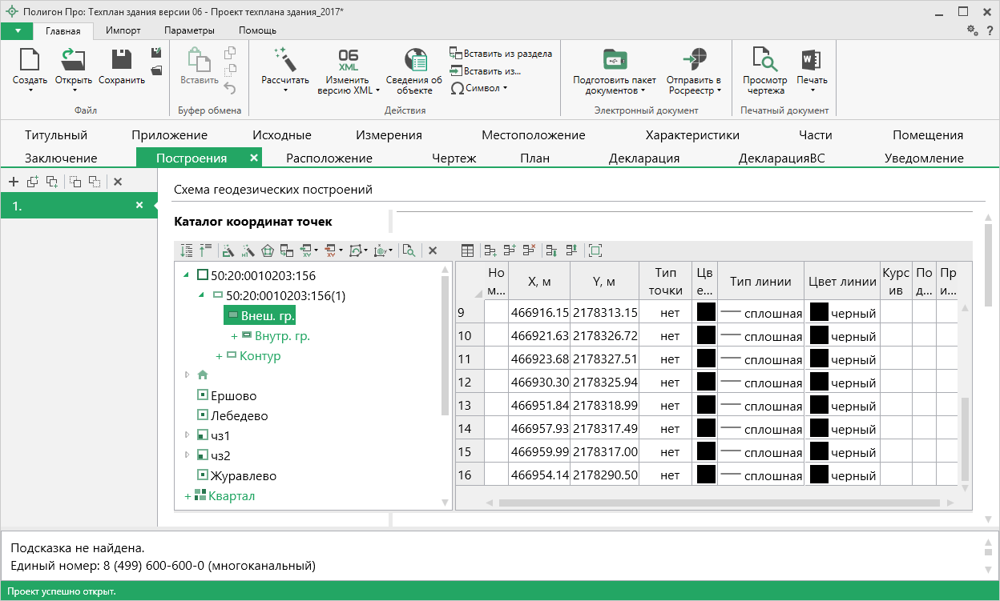 Полигон Про: Техплан здания версии 06 - Проект техплана здания_2017*
Главная Импорт Параметры Помощь
?
Создать Открыть Сохранить
Файл
Вставить
Буфер обмена
Рассчитать
06 XML
Изменить версию XML
Сведения об объекте
Вставить из раздела
Вставить из...
Символ
Действия
Подготовить пакет документов
Отправить в Росреестр
Электронный документ
Просмотр чертежа
Печать
Печатный документ
Титульный Приложение Исходные Измерения Местоположение Характеристики Части Помещения
Заключение Построения Расположение Чертеж План Декларация ДекларацияВС Уведомление
1.
Схема геодезических построений
Каталог координат точек
50:20:0010203:156
50:20:0010203:156(1)
Внеш. гр.
+ Внутр. гр.
+ Контур
Ершово
Лебедево
чз1
чз2
Журавлево
+ Квартал
Но м... X, м Y, м Тип точки Цв е... Тип линии Цвет линии Курс ив По д... Пр и...
9 466916.15 2178313.15 нет сплошная черный
10 466921.63 2178326.72 нет сплошная черный
11 466923.68 2178327.51 нет сплошная черный
12 466930.30 2178325.94 нет сплошная черный
13 466951.84 2178318.99 нет сплошная черный
14 466957.93 2178317.49 нет сплошная черный
15 466959.99 2178317.00 нет сплошная черный
16 466954.14 2178290.50 нет сплошная черный
Подсказка не найдена.
Единый номер: 8 (499) 600-600-0 (многоканальный)
Проект успешно открыт.